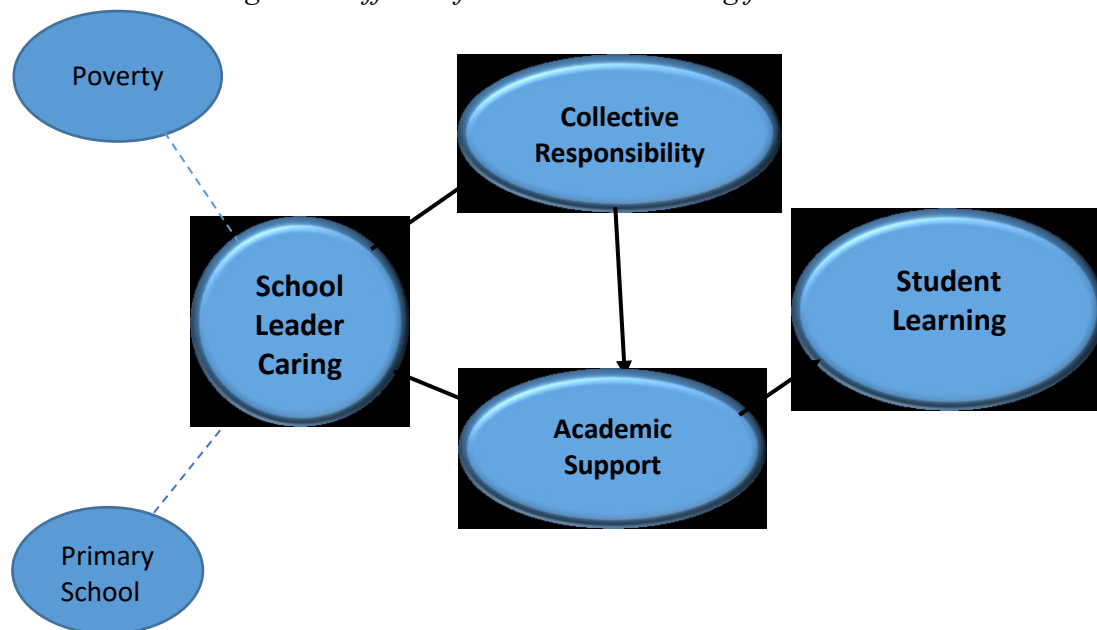 Poverty
Collective
Responsibility
School
Leader
Caring
Student
Learning
Academic
Support
Primary
School